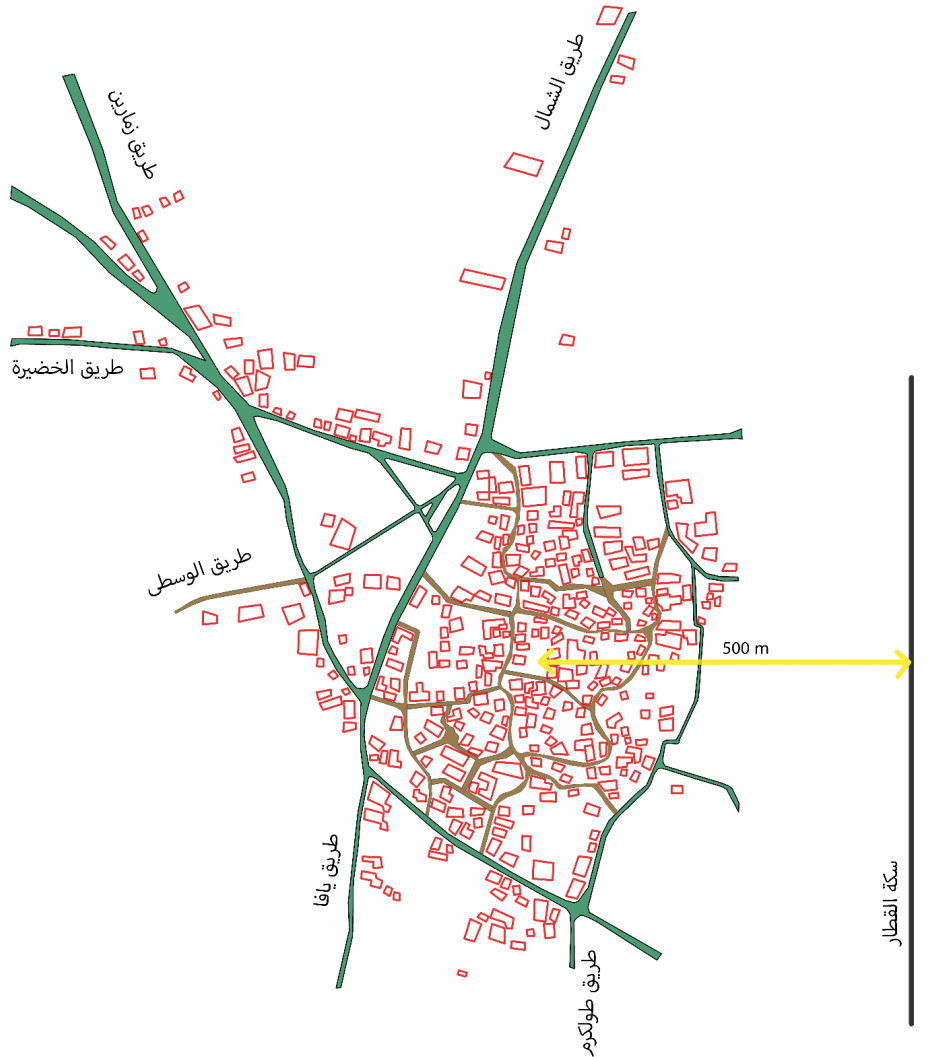 طريق الشمال
طريق زمارين
طريق الخضيرة
طريق الوسطى
500 m
طريق يافا
سكة القطار
طريق طولكرم